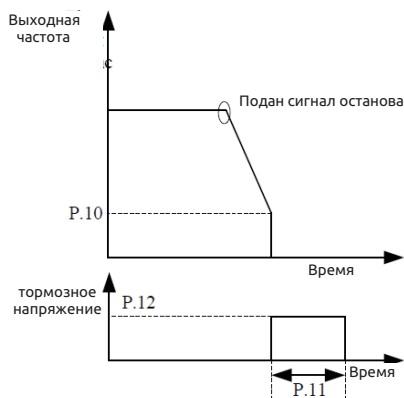 Выходная
частота
с
Подан сигнал останова
P.10
Время
тормозное
напряжение
P.12
Время
P.11